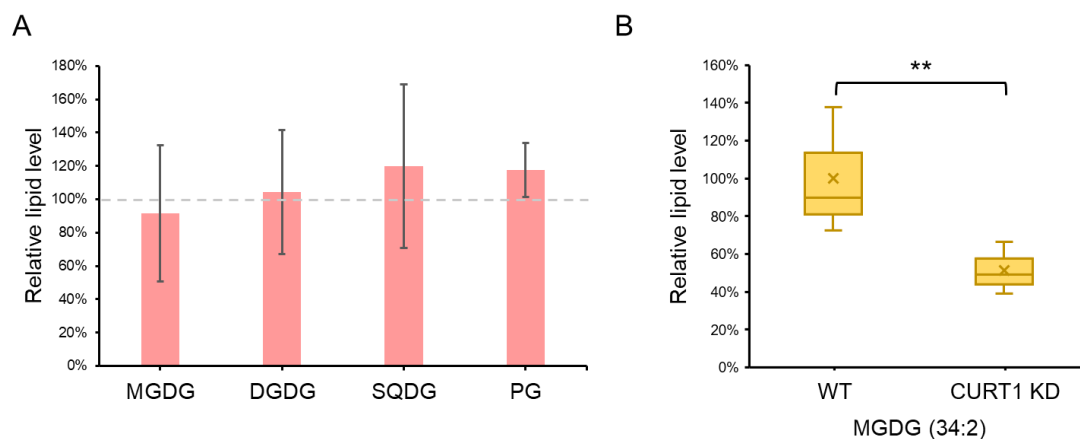 A
Relative lipid level
180%
160%
140%
120%
100%
80%
60%
40%
20%
0%
MGDG DGDG SQDG PG
B
Relative lipid level
160%
140%
120%
100%
80%
60%
40%
20%
0%
**
WT CURT1 KD
MGDG (34:2)